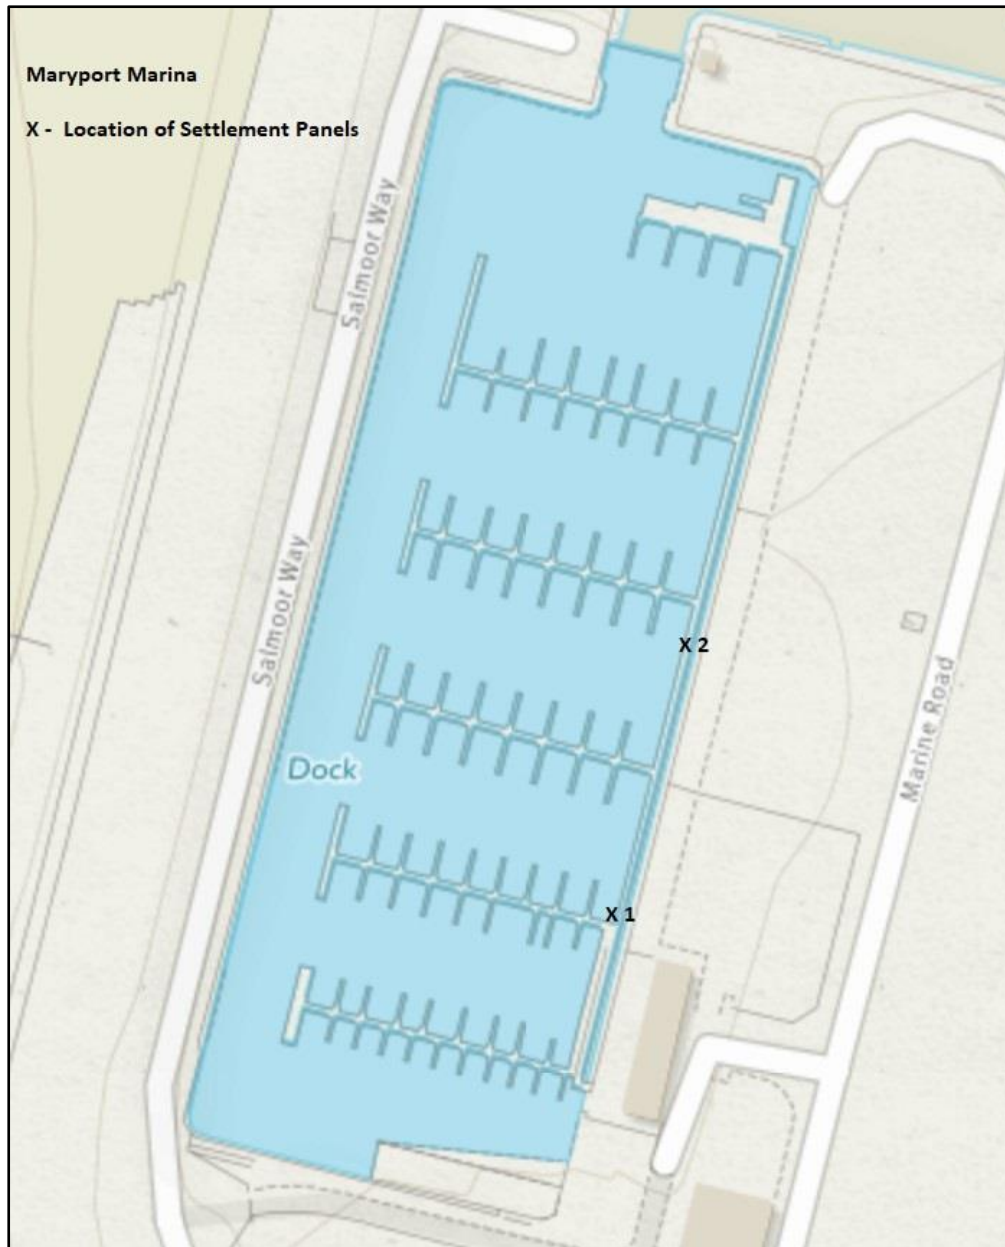 Maryport Marina
X - Location of Settlement Panels
Salmoor Way
Salmoor Way
X 2
Marine Road
Dock
X 1